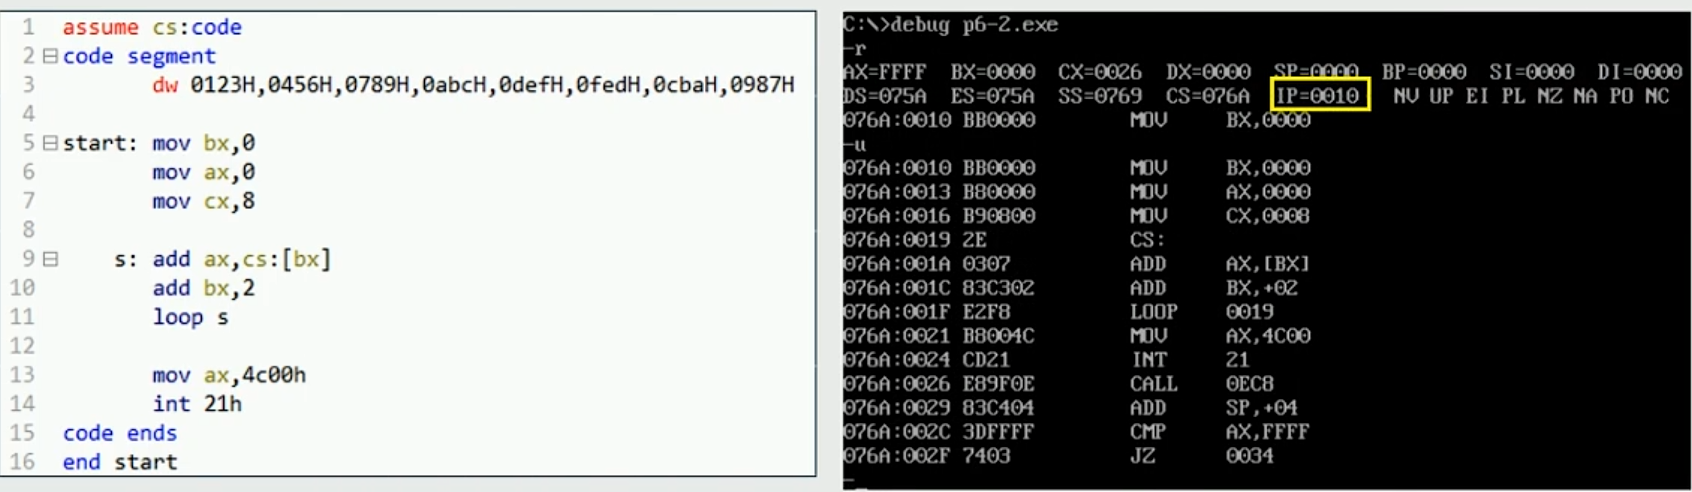 1 assume cs:code
2 code segment
3 dw 0123H,0456H,0789H,0abcH,0defH,0fedH,0cbaH,0987H
4
5 start: mov bx,0
6 mov ax,0
7 mov cx,8
8
9 s: add ax,cs:[bx]
10 add bx,2
11 loop s
12
13 mov ax,4c00h
14 int 21h
15 code ends
16 end start
C:\>debug p6-2.exe
-r
AX=FFFF BX=0000 CX=0026 DX=0000 SP=0000 BP=0000 SI=0000 DI=0000
DS=075A ES=075A SS=0769 CS=076A IP=0010 NV UP EI PL NZ NA PO NC
076A:0010 BB0000 MOV BX,0000
-u
076A:0010 BB0000 MOV BX,0000
076A:0013 B80000 MOV AX,0000
076A:0016 B90800 MOV CX,0008
076A:0019 2E CS:
076A:001A 0307 ADD AX,[BX]
076A:001C 83C302 ADD BX,+02
076A:001F E2F8 LOOP 0019
076A:0021 B8004C MOV AX,4C00
076A:0024 CD21 INT 21
076A:0026 E89F0E CALL 0EC8
076A:0029 83C404 ADD SP,+04
076A:002C 3DFFFF CMP AX,FFFF
076A:002F 7403 JZ 0034
-